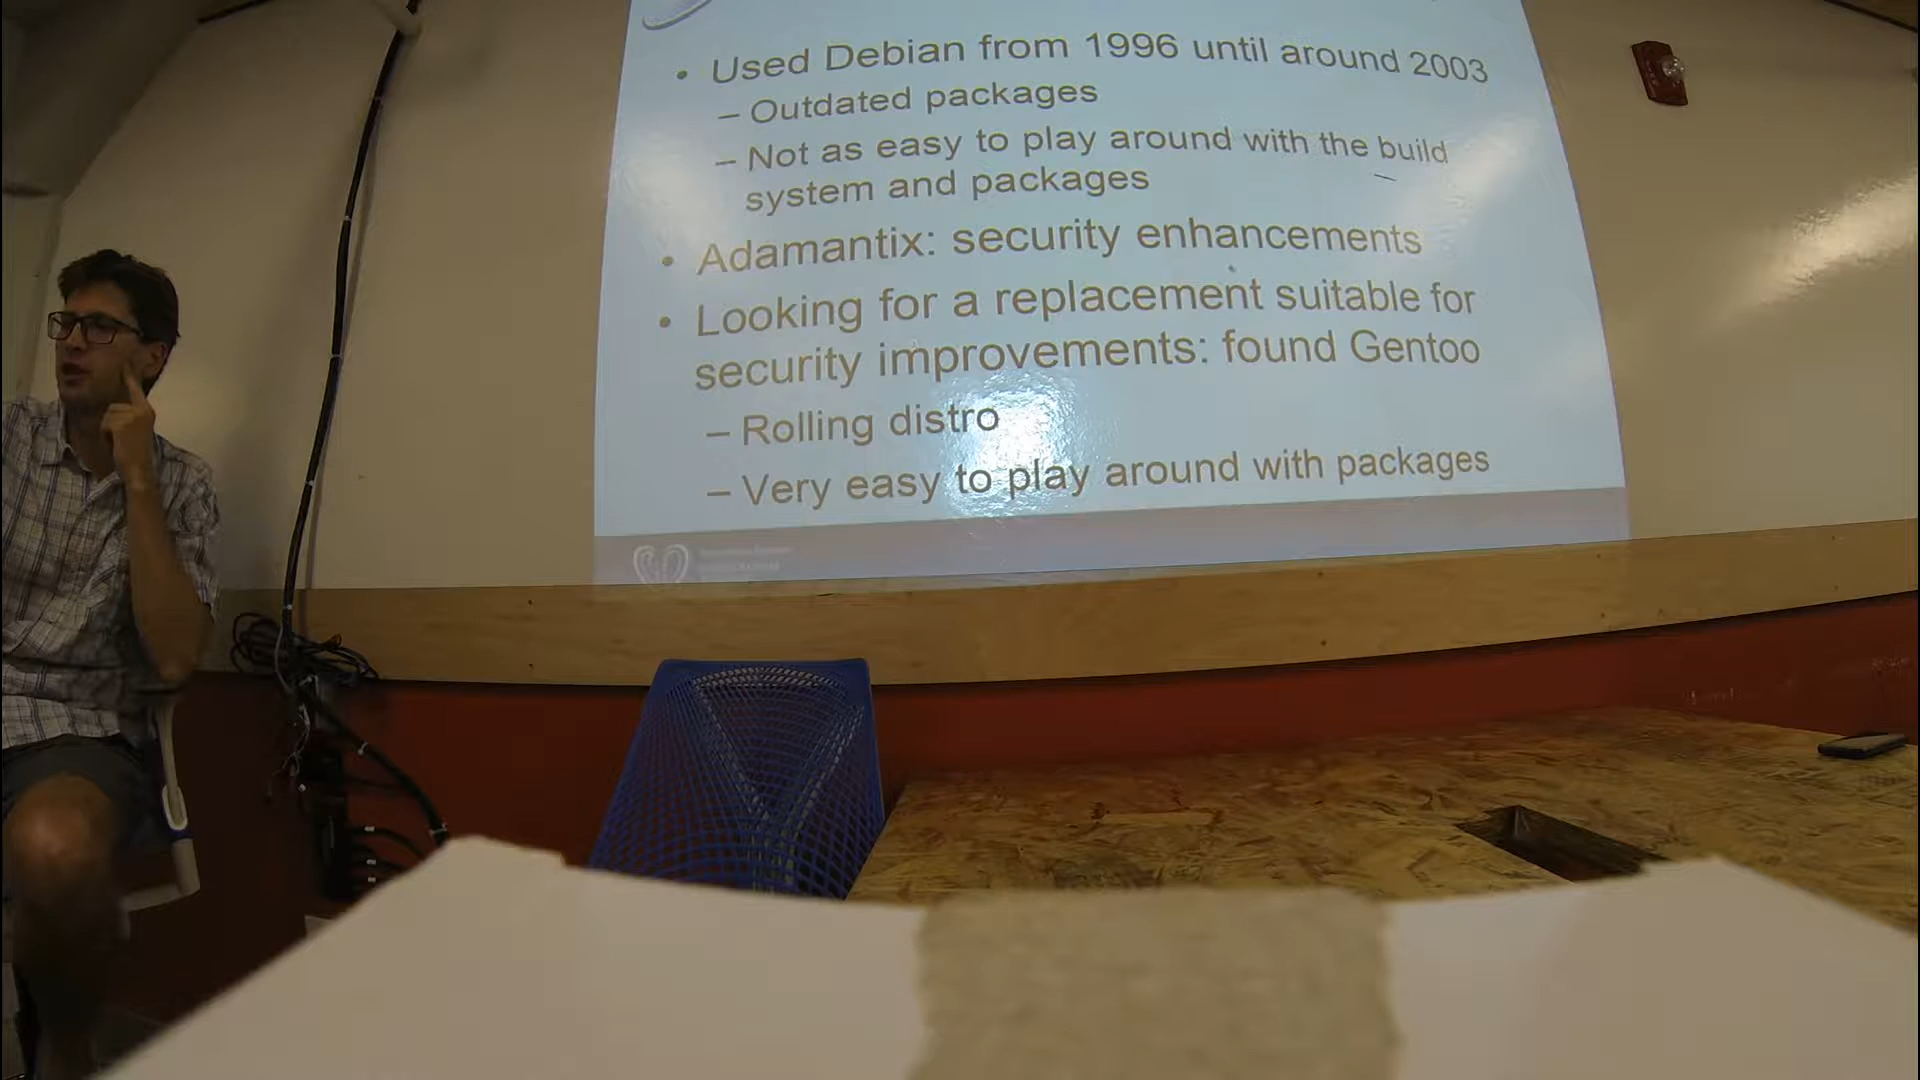 • Used Debian from 1996 until around 2003
– Outdated packages
– Not as easy to play around with the build
system and packages
• Adamantix: security enhancements
• Looking for a replacement suitable for
security improvements: found Gentoo
– Rolling distro
– Very easy to play around with packages